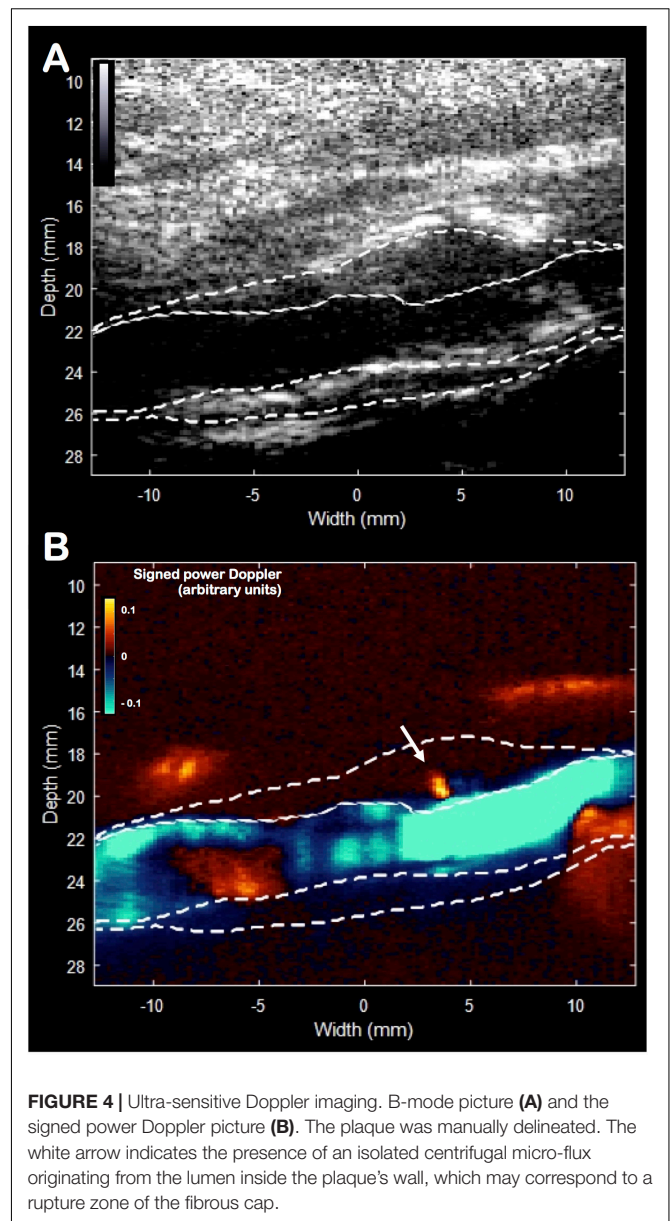 A
10
12
14
16
18
20
22
24
26
28
Depth (mm)
-10 -5 0 5 10
Width (mm)
B
Signed power Doppler
(arbitrary units)
0.1
0
- 0.1
10
12
14
16
18
20
22
24
26
28
Depth (mm)
-10 -5 0 5 10
Width (mm)
FIGURE 4 | Ultra-sensitive Doppler imaging. B-mode picture (A) and the
signed power Doppler picture (B). The plaque was manually delineated. The
white arrow indicates the presence of an isolated centrifugal micro-flux
originating from the lumen inside the plaque's wall, which may correspond to a
rupture zone of the fibrous cap.